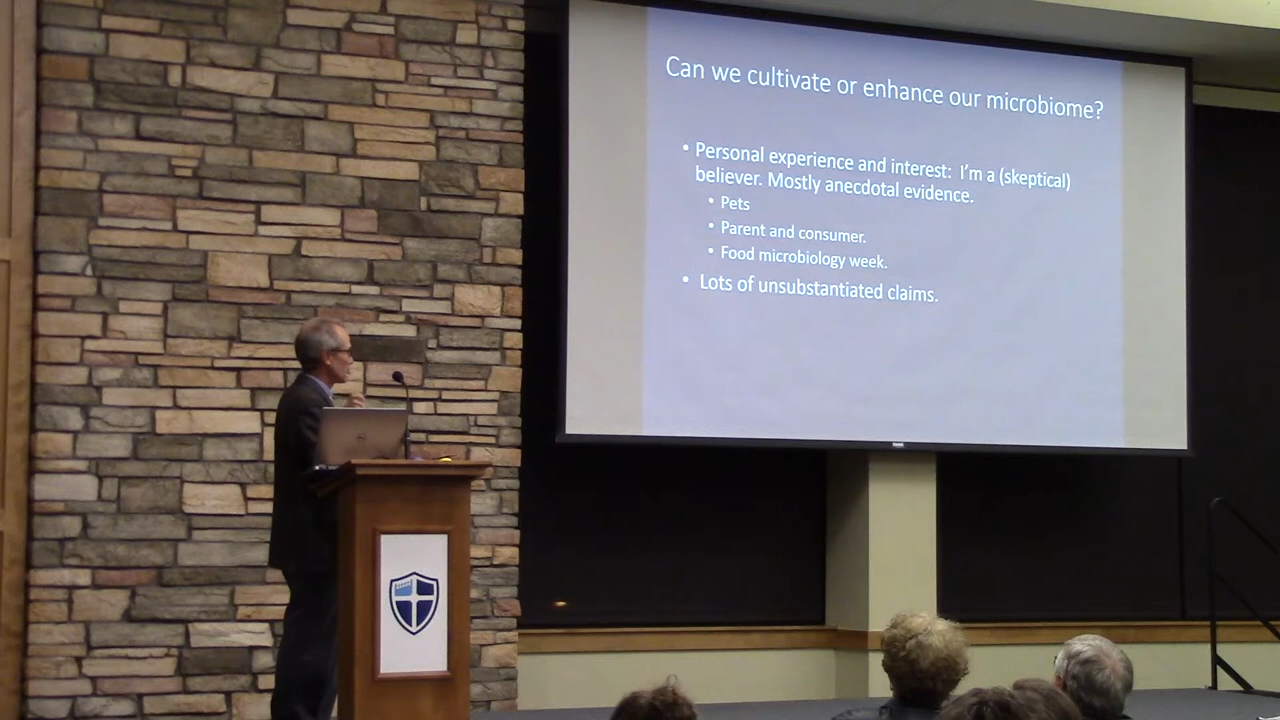 Can we cultivate or enhance our microbiome?
• Personal experience and interest: I'm a (skeptical)
believer. Mostly anecdotal evidence.
• Pets
• Parent and consumer.
• Food microbiology week.
• Lots of unsubstantiated claims.